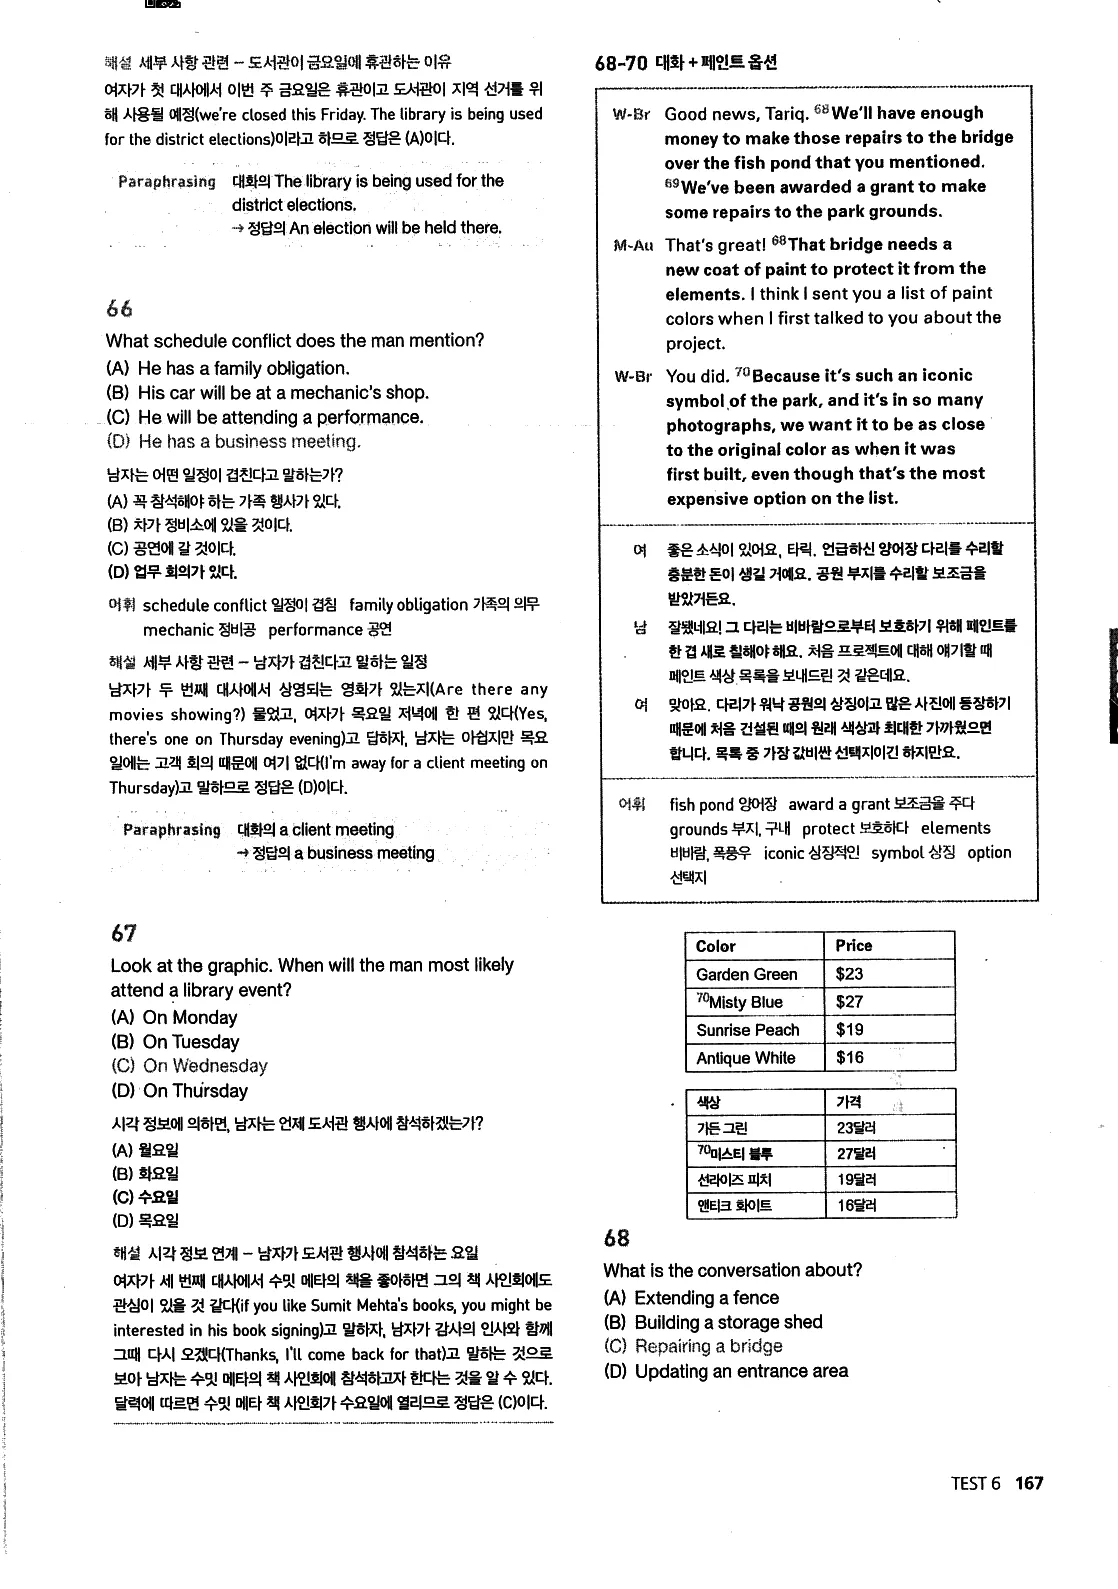 해설 세부 사항 관련 – 도서관이 금요일에 휴관하는 이유
여자가 첫 대사에서 이번 주 금요일은 휴관이고 도서관이 지역 선거를 위
해 사용될 예정(we're closed this Friday. The library is being used
for the district elections)이라고 하므로 정답은 (A)이다.
Paraphrasing 대화의 The library is being used for the
district elections.
→ 정답의 An election will be held there.
66
What schedule conflict does the man mention?
(A) He has a family obligation.
(B) His car will be at a mechanic's shop.
(C) He will be attending a performance.
(D) He has a business meeting.
남자는 어떤 일정이 겹친다고 말하는가?
(A) 꼭 참석해야 하는 가족 행사가 있다.
(B) 차가 정비소에 있을 것이다.
(C) 공연에 갈 것이다.
(D) 업무 회의가 있다.
어휘 schedule conflict 일정이 겹침 family obligation 가족의 의무
mechanic 정비공 performance 공연
해설 세부 사항 관련 – 남자가 겹친다고 말하는 일정
남자가 두 번째 대사에서 상영되는 영화가 있는지(Are there any
movies showing?) 물었고, 여자가 목요일 저녁에 한 편 있다(Yes,
there's one on Thursday evening)고 답하자, 남자는 아쉽지만 목요
일에는 고객 회의 때문에 여기 없다(I'm away for a client meeting on
Thursday)고 말하므로 정답은 (D)이다.
Paraphrasing 대화의 a client meeting
→ 정답의 a business meeting
67
Look at the graphic. When will the man most likely
attend a library event?
(A) On Monday
(B) On Tuesday
(C) On Wednesday
(D) On Thursday
시각 정보에 의하면, 남자는 언제 도서관 행사에 참석하겠는가?
(A) 월요일
(B) 화요일
(C) 수요일
(D) 목요일
해설 시각 정보 연계 – 남자가 도서관 행사에 참석하는 요일
여자가 세 번째 대사에서 수밋 메타의 책을 좋아하면 그의 책 사인회에도
관심이 있을 것 같다(if you like Sumit Mehta's books, you might be
interested in his book signing)고 말하자, 남자가 감사의 인사와 함께
그때 다시 오겠다(Thanks, I'll come back for that)고 말하는 것으로
보아 남자는 수밋 메타의 책 사인회에 참석하고자 한다는 것을 알 수 있다.
달력에 따르면 수밋 메타 책 사인회가 수요일에 열리므로 정답은 (C)이다.
68-70 대화 + 페인트 옵션
W-Br Good news, Tariq. 68We'll have enough
money to make those repairs to the bridge
over the fish pond that you mentioned.
69We've been awarded a grant to make
some repairs to the park grounds.
M-Au That's great! 68That bridge needs a
new coat of paint to protect it from the
elements. I think I sent you a list of paint
colors when I first talked to you about the
project.
W-Br You did. 70Because it's such an iconic
symbol of the park, and it's in so many
photographs, we want it to be as close
to the original color as when it was
first built, even though that's the most
expensive option on the list.
여 좋은 소식이 있어요, 타릭. 언급하신 양어장 다리를 수리할
충분한 돈이 생길 거예요. 공원 부지를 수리할 보조금을
받았거든요.
남 잘됐네요! 그 다리는 비바람으로부터 보호하기 위해 페인트를
한 겹 새로 칠해야 해요. 처음 프로젝트에 대해 얘기할 때
페인트 색상 목록을 보내드린 것 같은데요.
여 맞아요. 다리가 워낙 공원의 상징이고 많은 사진에 등장하기
때문에 처음 건설된 때의 원래 색상과 최대한 가까웠으면
합니다. 목록 중 가장 값비싼 선택지이긴 하지만요.
어휘 fish pond 양어장 award a grant 보조금을 주다
grounds 부지, 구내 protect 보호하다 elements
비바람, 폭풍우 iconic 상징적인 symbol 상징 option
선택지
Color Price
Garden Green $23
70Misty Blue $27
Sunrise Peach $19
Antique White $16
색상 가격
가든 그린 23달러
70미스티 블루 27달러
선라이즈 피치 19달러
앤티크 화이트 16달러
68
What is the conversation about?
(A) Extending a fence
(B) Building a storage shed
(C) Repairing a bridge
(D) Updating an entrance area
TEST 6 167